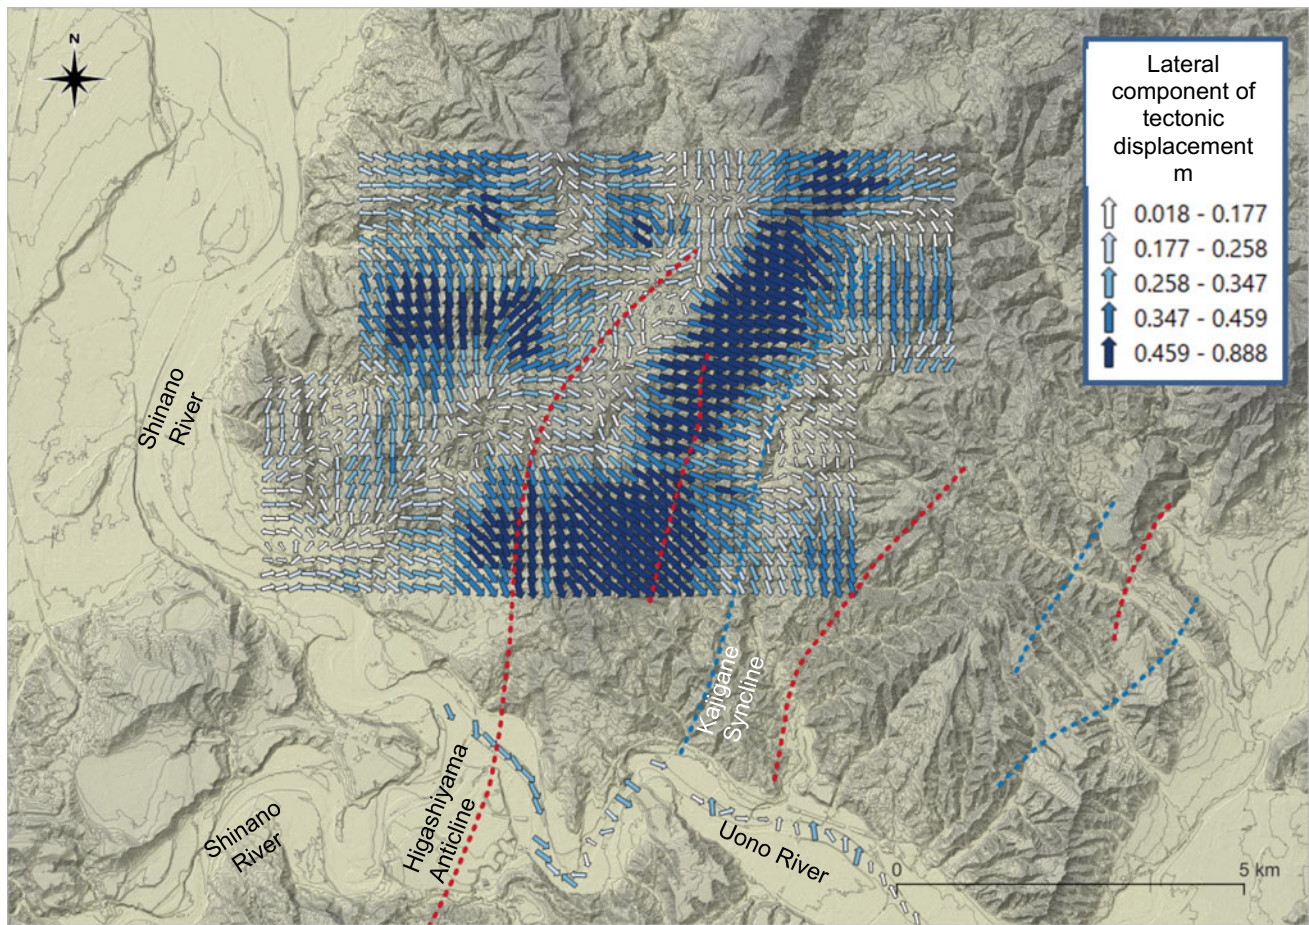 N
Lateral
component of
tectonic
displacement
m
0.018 - 0.177
0.177 - 0.258
0.258 - 0.347
0.347 - 0.459
0.459 - 0.888
Shinano
River
Kajigane
Syncline
Higashiyama
Anticline
Shinano
River
Uono River
0
5 km